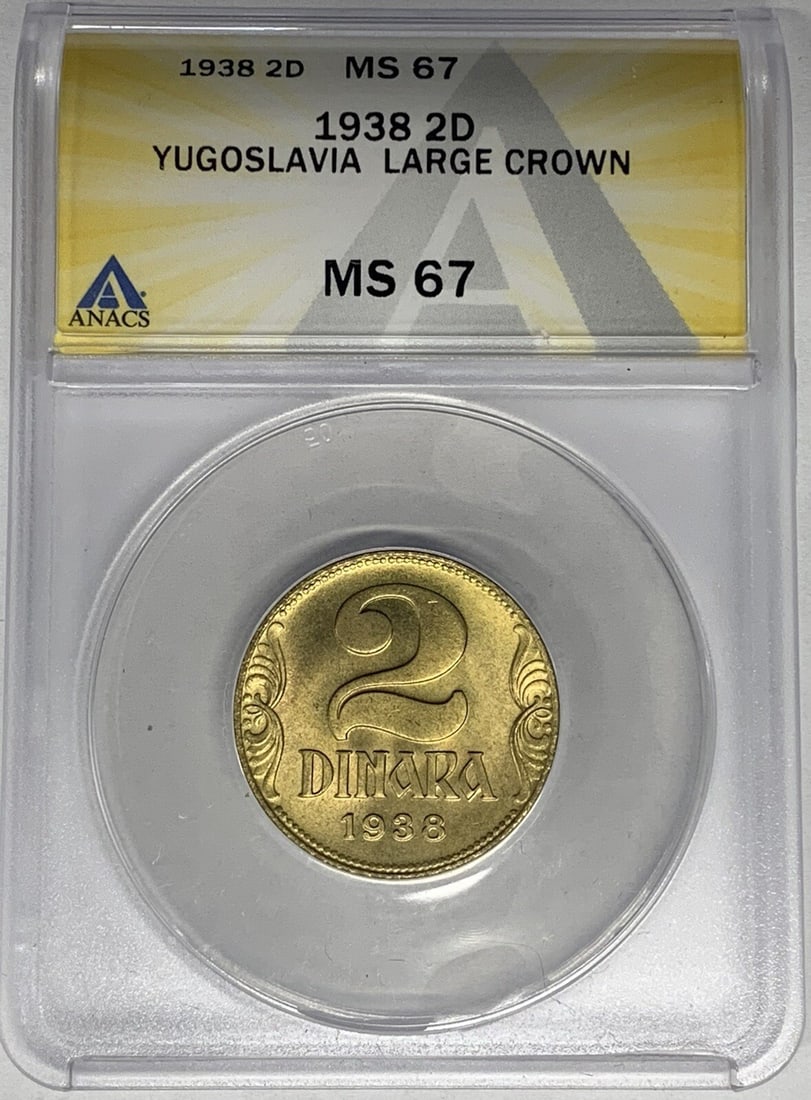 1938 2D MS 67
1938 2D
YUGOSLAVIA LARGE CROWN
MS 67
ANACS
2
DINARA
1938